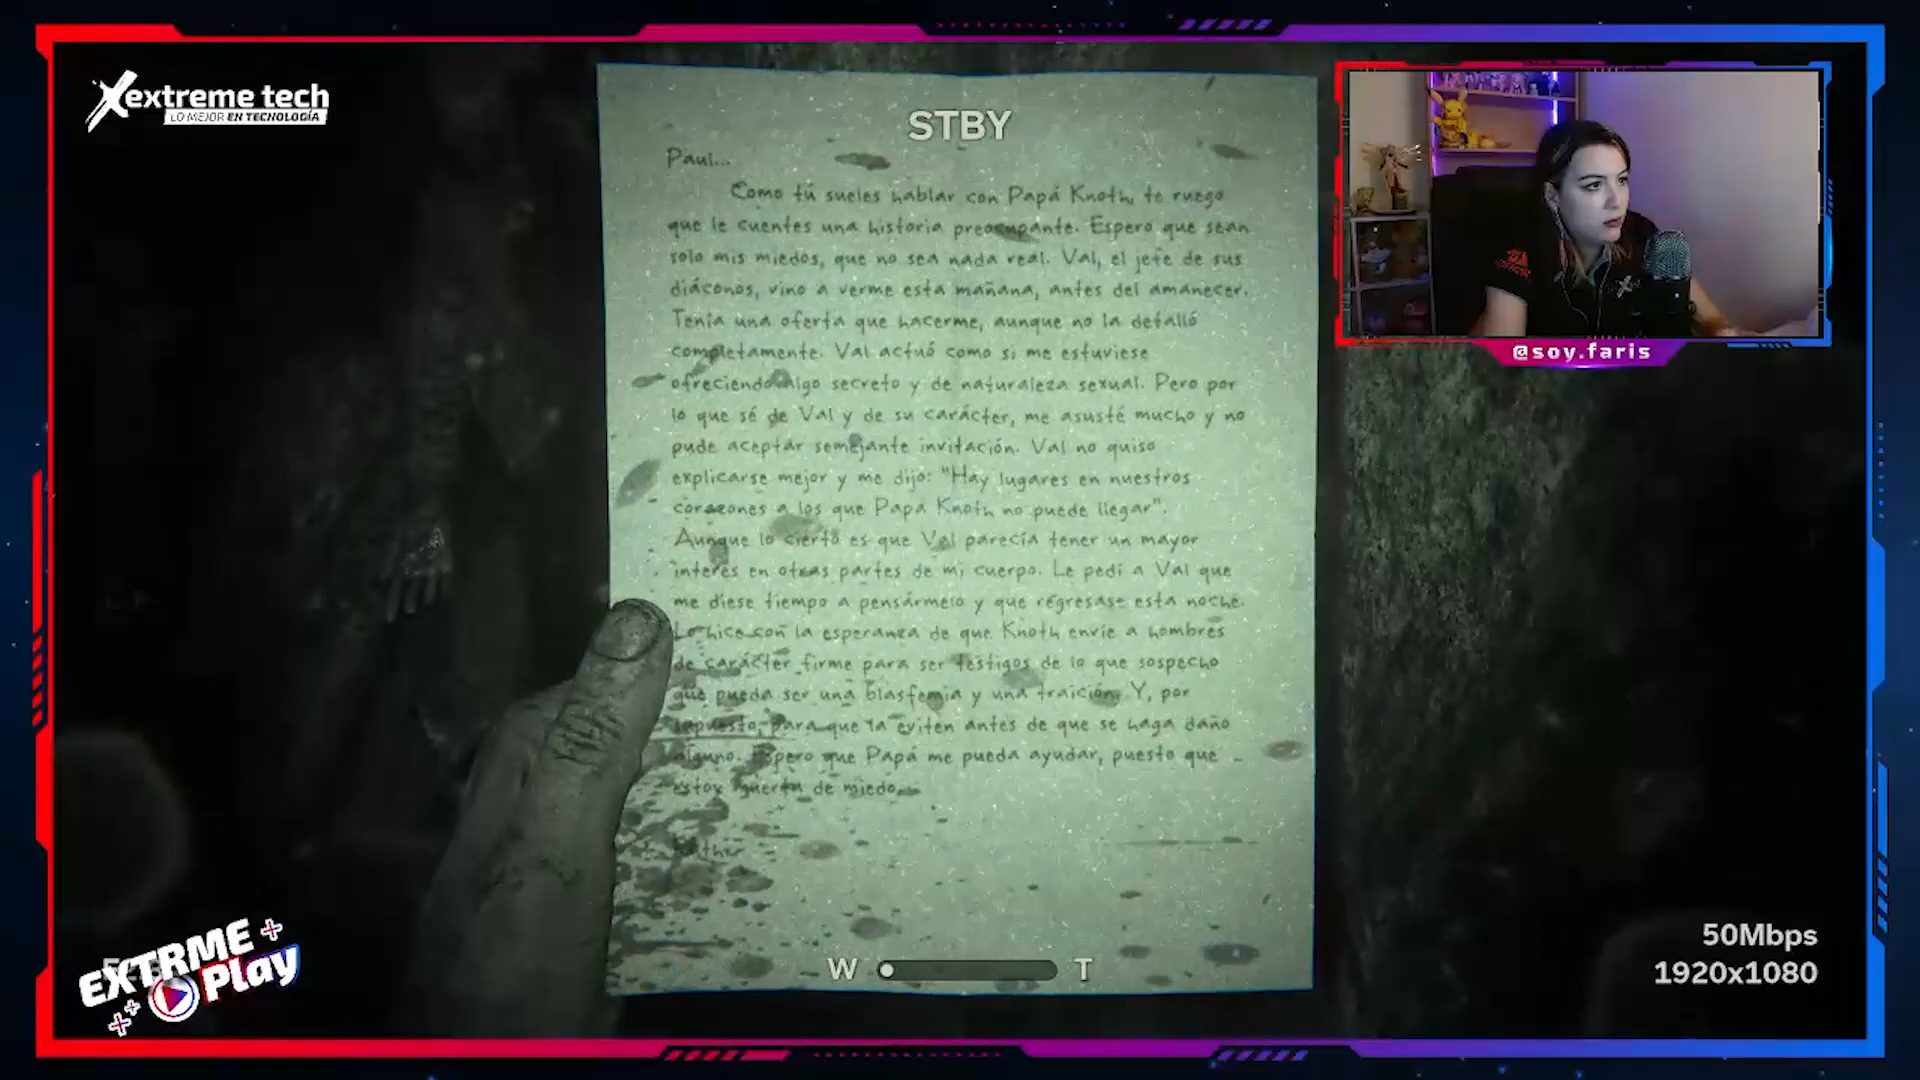 extreme tech
LO MEJOR EN TECNOLOGÍA
STBY
Paul...
Como tú sueles hablar con Papá Knoth, te ruego
que le cuentes una historia preocupante. Espero que sean
solo mis miedos, que no sea nada real. Val, el jefe de sus
diáconos, vino a verme esta mañana, antes del amanecer.
Tenía una oferta que hacerme, aunque no la detalló
completamente. Val actuó como si me estuviese
ofreciendo algo secreto y de naturaleza sexual. Pero por
lo que sé de Val y de su carácter, me asusté mucho y no
pude aceptar semejante invitación. Val no quiso
explicarse mejor y me dijo: "Hay lugares en nuestros
corazones a los que Papá Knoth no puede llegar".
Aunque lo cierto es que Val parecía tener un mayor
interés en otras partes de mi cuerpo. Le pedí a Val que
me diese tiempo a pensármelo y que regresase esta noche.
Lo hice con la esperanza de que Knoth envíe a hombres
de carácter firme para ser testigos de lo que sospecho
que pueda ser una blasfemia y una traición. Y, por
supuesto, para que la eviten antes de que se haga daño
alguno. Espero que Papá me pueda ayudar, puesto que
estoy muerta de miedo.
@soy.faris
W T
50Mbps
1920x1080
EXTRME
Play